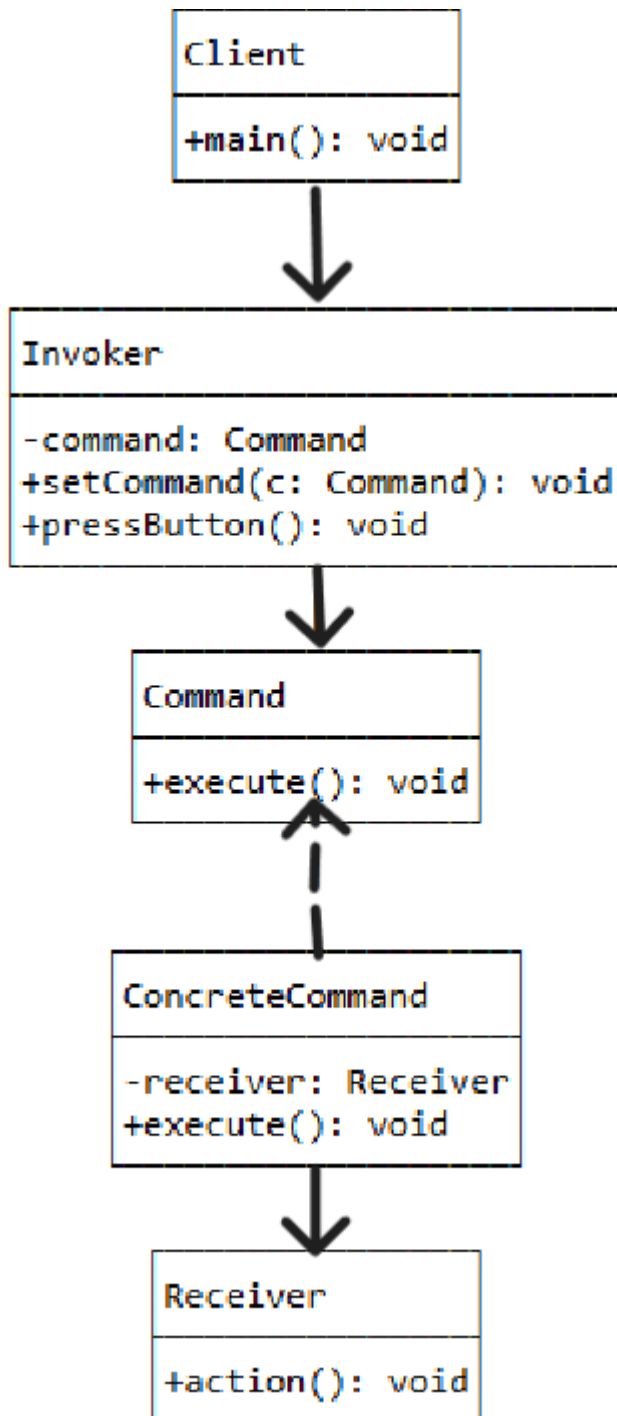 Client
+main(): void
Invoker
-command: Command
+setCommand(c: Command): void
+pressButton(): void
Command
+execute(): void
ConcreteCommand
-receiver: Receiver
+execute(): void
Receiver
+action(): void